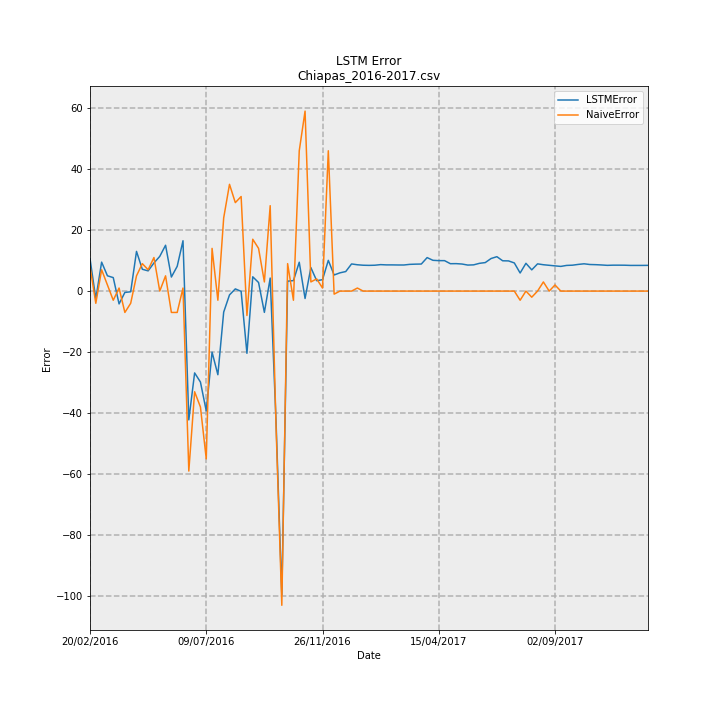 LSTM Error
Chiapas_2016-2017.csv
LSTMError
NaiveError
60
40
20
0
−20
−40
−60
−80
−100
Error
20/02/2016
09/07/2016
26/11/2016
15/04/2017
02/09/2017
Date